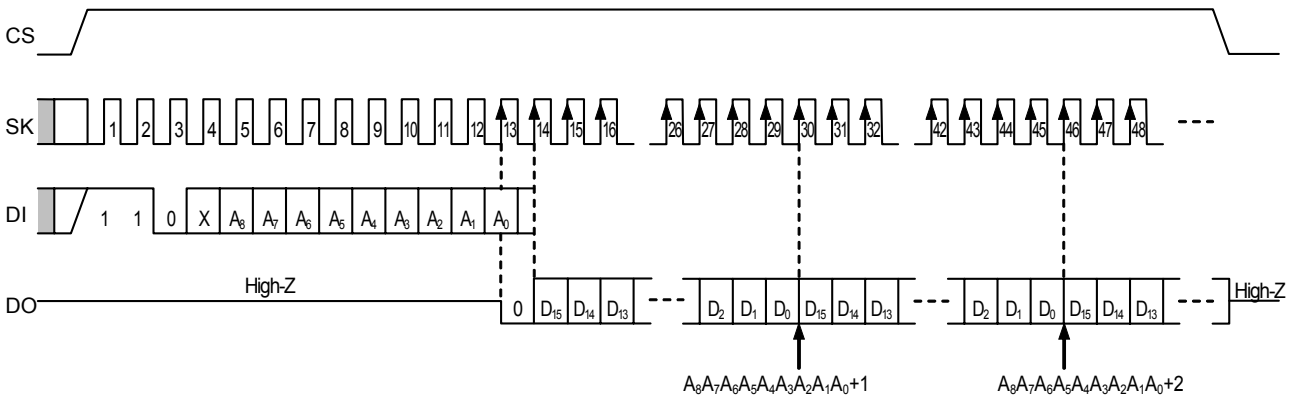 CS
SK 1 2 3 4 5 6 7 8 9 10 11 12 13 14 15 16 26 27 28 29 30 31 32 42 43 44 45 46 47 48
DI 1 1 0 X A₈ A₇ A₆ A₅ A₄ A₃ A₂ A₁ A₀
High-Z High-Z
DO 0 D₁₅ D₁₄ D₁₃ D₂ D₁ D₀ D₁₅ D₁₄ D₁₃ D₂ D₁ D₀ D₁₅ D₁₄ D₁₃
A₈A₇A₆A₅A₄A₃A₂A₁A₀+1 A₈A₇A₆A₅A₄A₃A₂A₁A₀+2